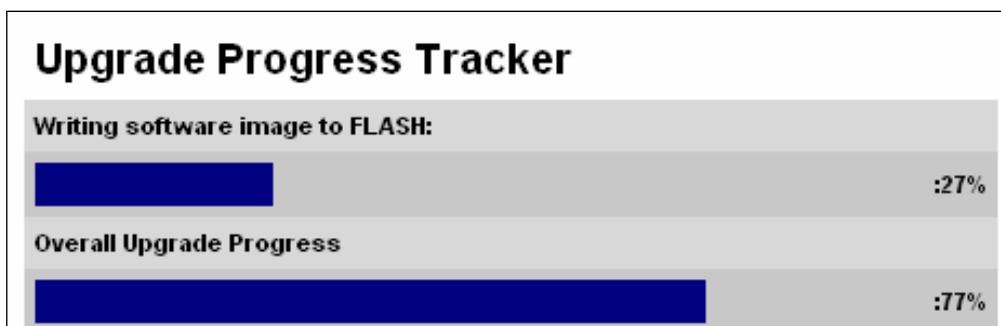 Upgrade Progress Tracker
Writing software image to FLASH:
:27%
Overall Upgrade Progress
:77%